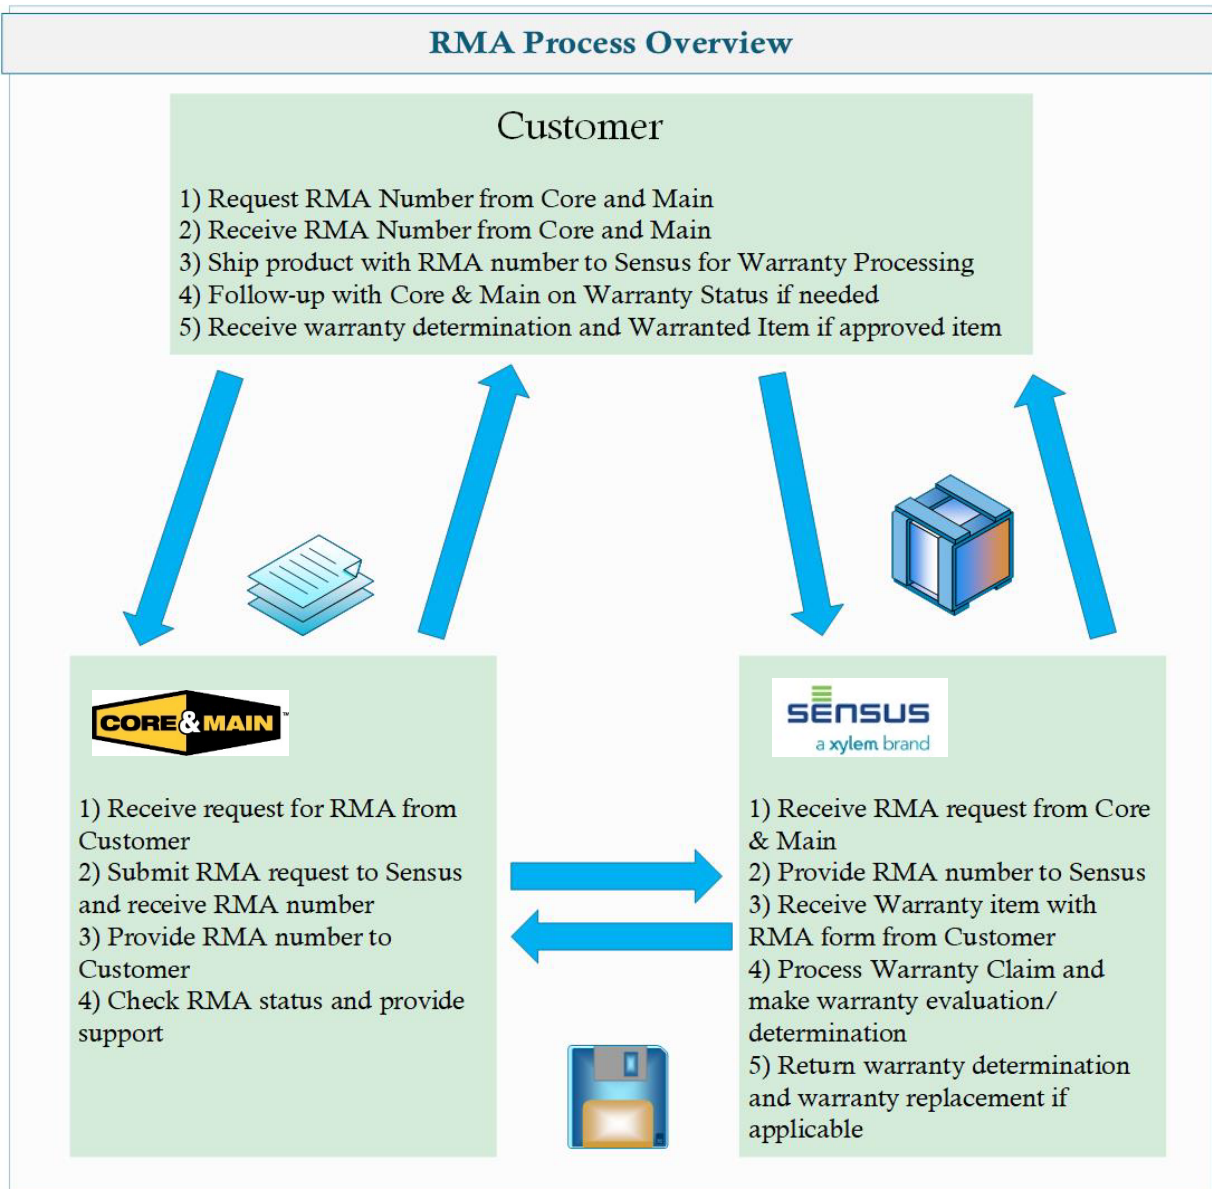 RMA Process Overview
Customer
1) Request RMA Number from Core and Main
2) Receive RMA Number from Core and Main
3) Ship product with RMA number to Sensus for Warranty Processing
4) Follow-up with Core & Main on Warranty Status if needed
5) Receive warranty determination and Warranted Item if approved item
CORE & MAIN™
1) Receive request for RMA from
Customer
2) Submit RMA request to Sensus
and receive RMA number
3) Provide RMA number to
Customer
4) Check RMA status and provide
support
sensus
a xylem brand
1) Receive RMA request from Core
& Main
2) Provide RMA number to Sensus
3) Receive Warranty item with
RMA form from Customer
4) Process Warranty Claim and
make warranty evaluation/
determination
5) Return warranty determination
and warranty replacement if
applicable